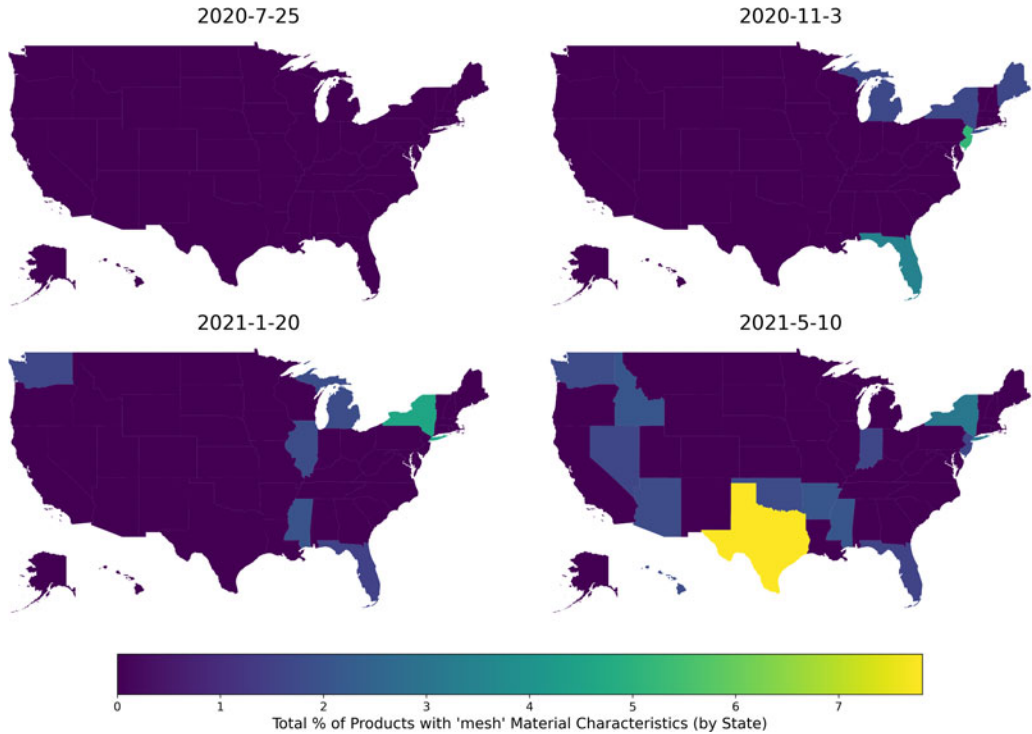 2020-7-25
2020-11-3
2021-1-20
2021-5-10
0 1 2 3 4 5 6 7
Total % of Products with 'mesh' Material Characteristics (by State)